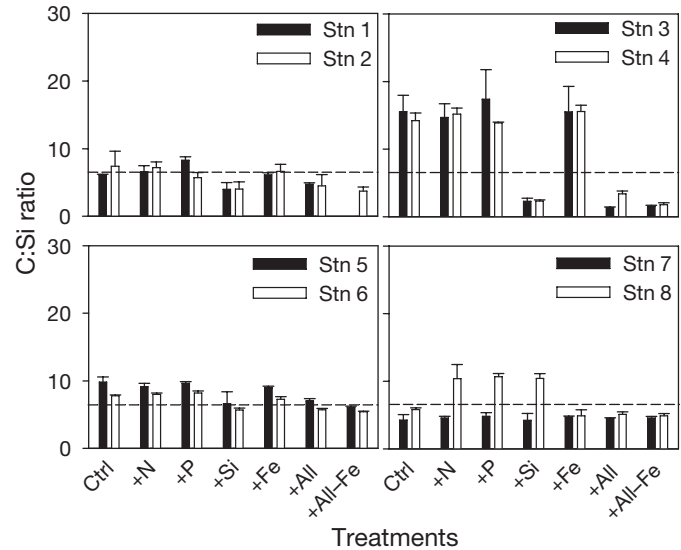 30
20
10
0
Stn 1
Stn 2
Stn 3
Stn 4
C:Si ratio
30
20
10
0
Stn 5
Stn 6
Stn 7
Stn 8
Ctrl
+N
+P
+Si
+Fe
+All
+All–Fe
Ctrl
+N
+P
+Si
+Fe
+All
+All–Fe
Treatments